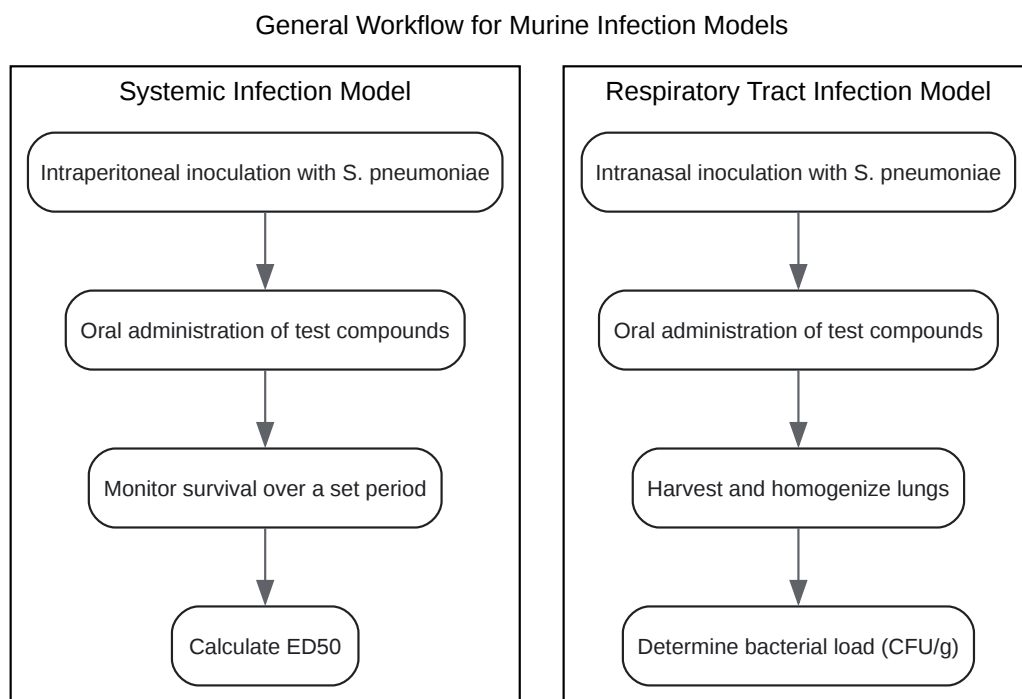 General Workflow for Murine Infection Models
Systemic Infection Model
Intraperitoneal inoculation with S. pneumoniae
Oral administration of test compounds
Monitor survival over a set period
Calculate ED50
Respiratory Tract Infection Model
Intranasal inoculation with S. pneumoniae
Oral administration of test compounds
Harvest and homogenize lungs
Determine bacterial load (CFU/g)